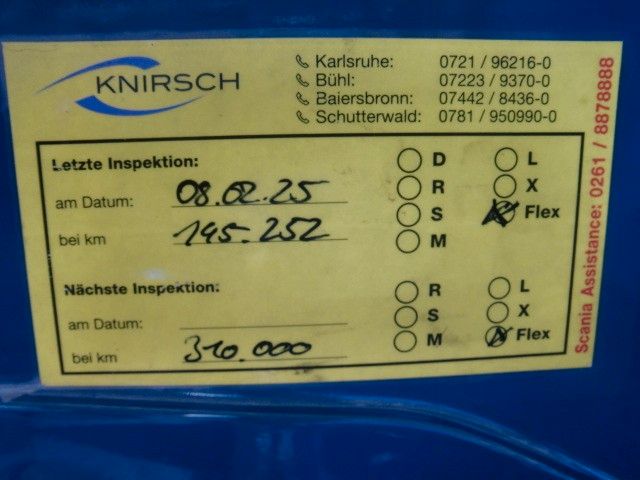 KNIRSCH
Karlsruhe: 0721 / 96216-0
Bühl: 07223 / 9370-0
Baiersbronn: 07442 / 8436-0
Schutterwald: 0781 / 950990-0
Letzte Inspektion:
D L
R X
am Datum: 08.02.25
S Flex
bei km 195.252
M
Nächste Inspektion:
R L
S X
am Datum:
M Flex
bei km 310.000
Scania Assistance: 0261 / 8878888